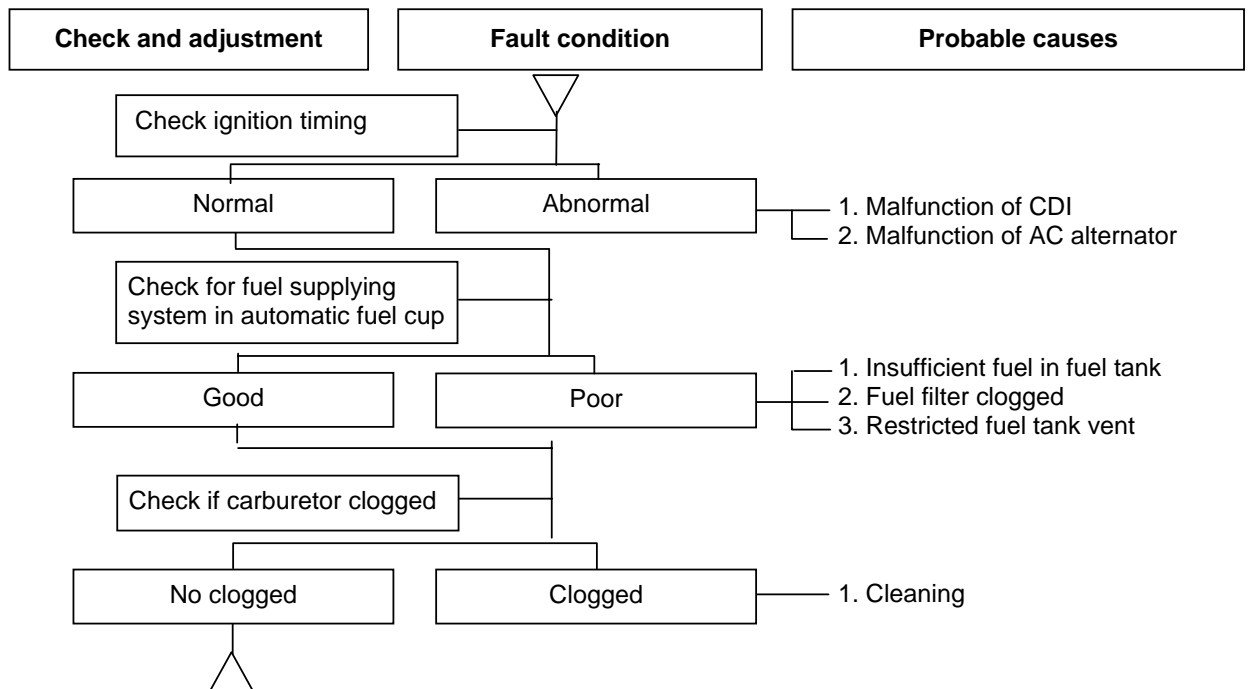 Check and adjustment
Fault condition
Probable causes
Check ignition timing
Normal
Abnormal
1. Malfunction of CDI
2. Malfunction of AC alternator
Check for fuel supplying
system in automatic fuel cup
Good
Poor
1. Insufficient fuel in fuel tank
2. Fuel filter clogged
3. Restricted fuel tank vent
Check if carburetor clogged
No clogged
Clogged
1. Cleaning